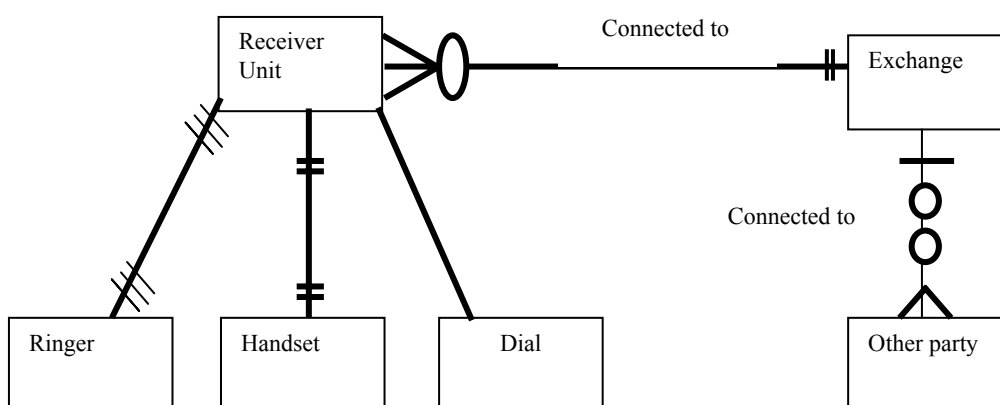 Receiver
Unit
Connected to
Exchange
Connected to
Ringer
Handset
Dial
Other party